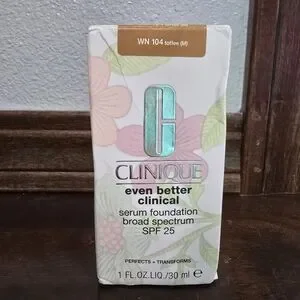 WN 104 toffee (M)
CLINIQUE
even better
clinical
serum foundation
broad spectrum
SPF 25
PERFECTS + TRANSFORMS
1 FL.OZ.LIQ./30 ml ℮